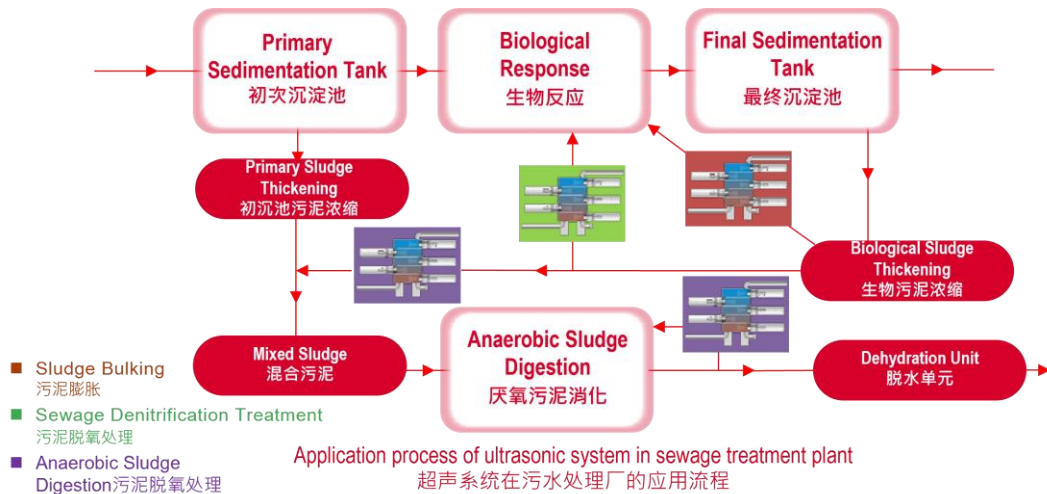 Primary
Sedimentation Tank
初次沉淀池
Biological
Response
生物反应
Final Sedimentation
Tank
最终沉淀池
Primary Sludge
Thickening
初沉池污泥浓缩
Biological Sludge
Thickening
生物污泥浓缩
Mixed Sludge
混合污泥
Anaerobic Sludge
Digestion
厌氧污泥消化
Dehydration Unit
脱水单元
Sludge Bulking
污泥膨胀
Sewage Denitrification Treatment
污泥脱氧处理
Anaerobic Sludge
Digestion污泥脱氧处理
Application process of ultrasonic system in sewage treatment plant
超声系统在污水处理厂的应用流程